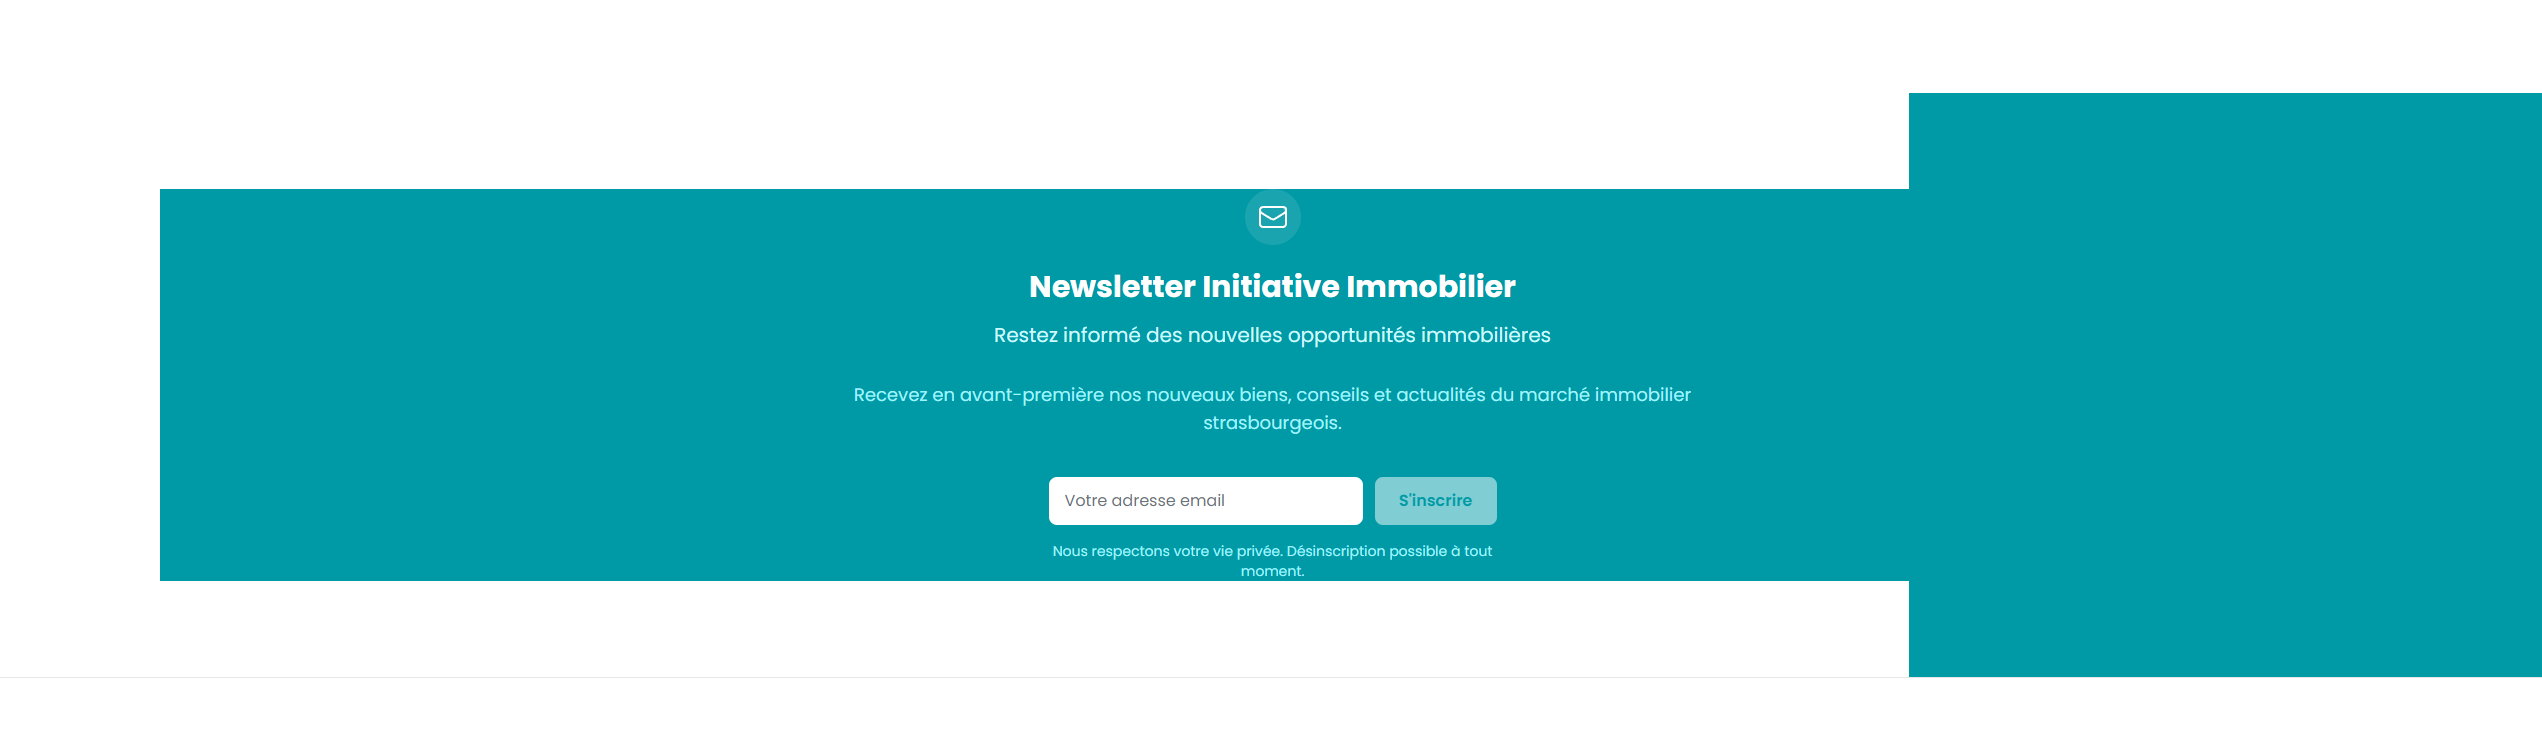 Newsletter Initiative Immobilier
Restez informé des nouvelles opportunités immobilières
Recevez en avant-première nos nouveaux biens, conseils et actualités du marché immobilier
strasbourgeois.
Votre adresse email
S'inscrire
Nous respectons votre vie privée. Désinscription possible à tout
moment.